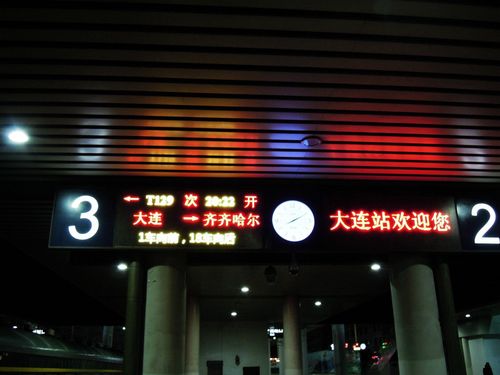 3
← T129 次 20:22 开
大连 → 齐齐哈尔
1车向前，18车向后
大连站欢迎您
2